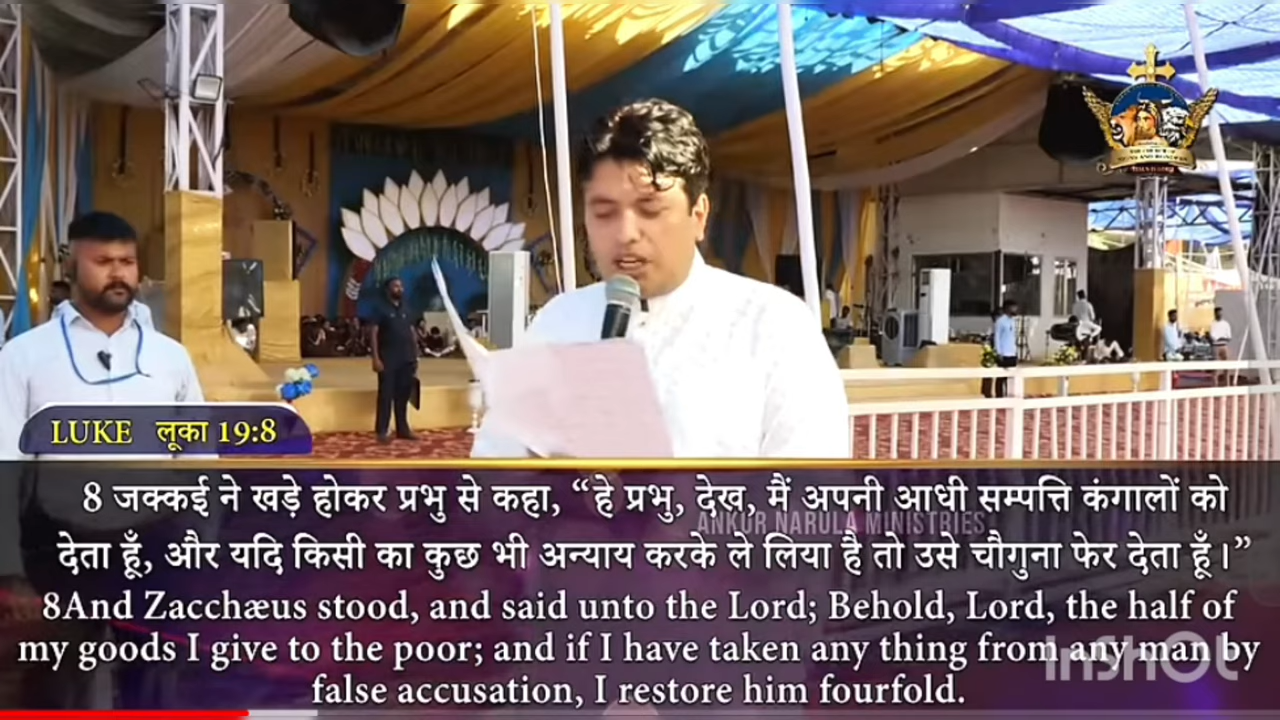 LUKE लूका 19:8
8 जक्कई ने खड़े होकर प्रभु से कहा, “हे प्रभु, देख, मैं अपनी आधी सम्पत्ति कंगालों को
ANKUR NARULA MINISTRIES
देता हूँ, और यदि किसी का कुछ भी अन्याय करके ले लिया है तो उसे चौगुना फेर देता हूँ।”
8And Zacchæus stood, and said unto the Lord; Behold, Lord, the half of
my goods I give to the poor; and if I have taken any thing from any man by
false accusation, I restore him fourfold.
InShOt